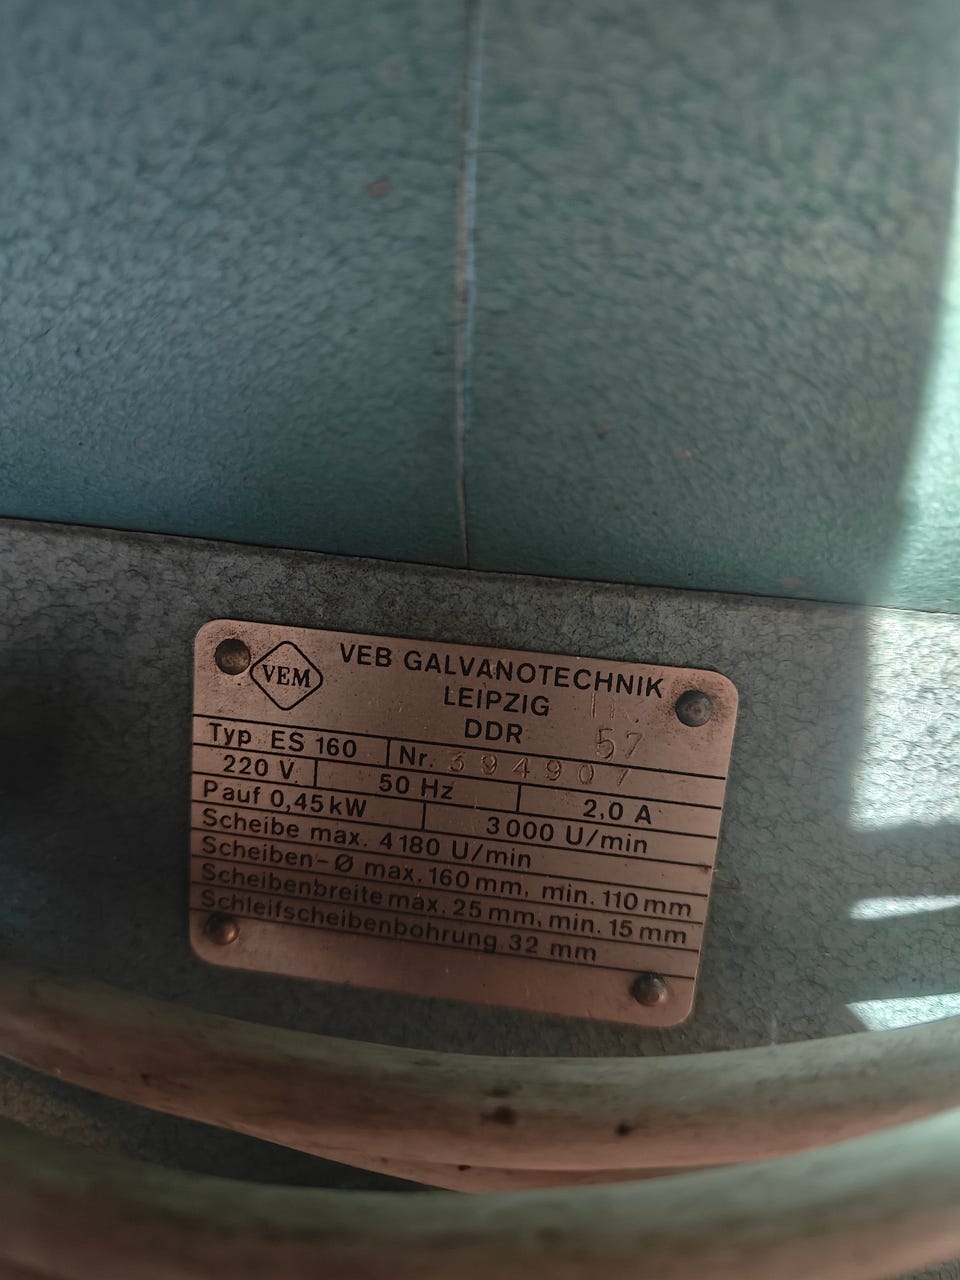 VEM
VEB GALVANOTECHNIK
LEIPZIG
DDR
57
Typ ES 160 Nr. 394907
220 V 50 Hz 2,0 A
Pauf 0,45 kW 3000 U/min
Scheibe max. 4180 U/min
Scheiben-Ø max. 160 mm, min. 110 mm
Scheibenbreite max. 25 mm, min. 15 mm
Schleifscheibenbohrung 32 mm